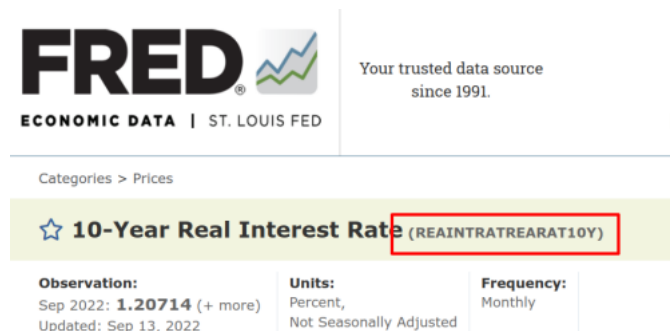 FRED®
ECONOMIC DATA | ST. LOUIS FED
Your trusted data source
since 1991.
Categories > Prices
10-Year Real Interest Rate (REAINTRATREARAT10Y)
Observation:
Sep 2022: 1.20714 (+ more)
Updated: Sep 13, 2022
Units:
Percent,
Not Seasonally Adjusted
Frequency:
Monthly